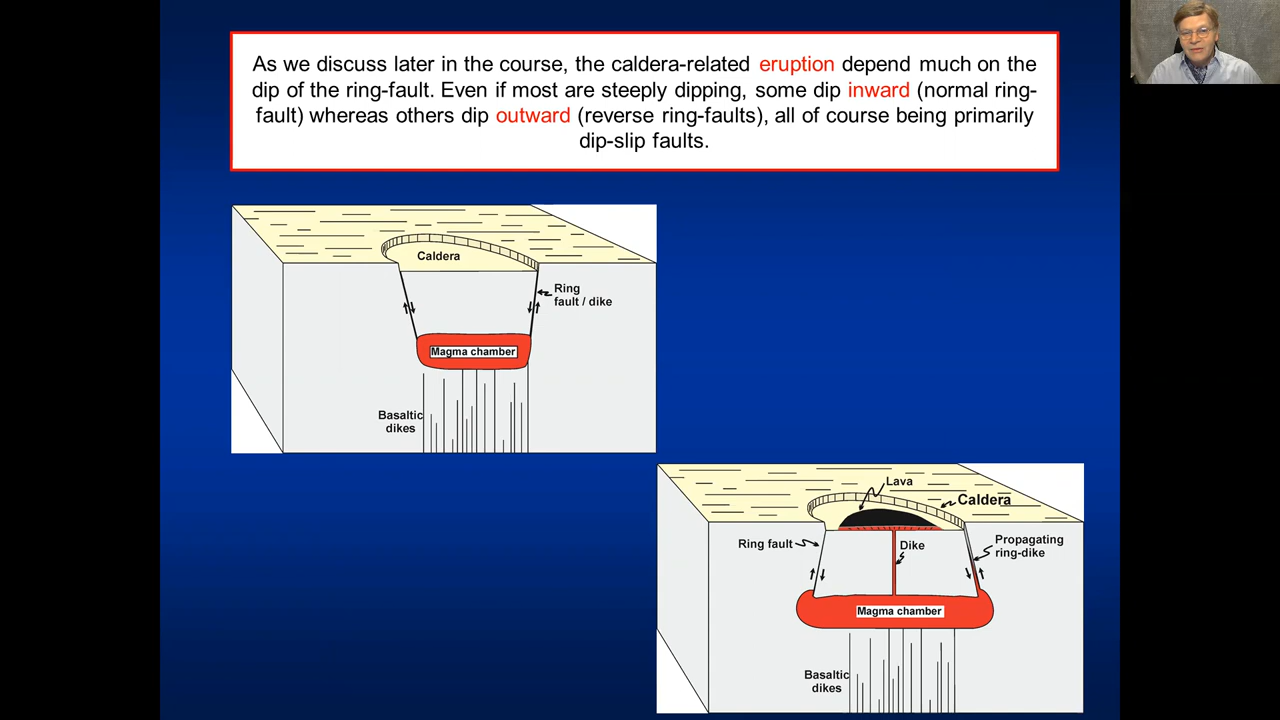 As we discuss later in the course, the caldera-related eruption depend much on the
dip of the ring-fault. Even if most are steeply dipping, some dip inward (normal ring-
fault) whereas others dip outward (reverse ring-faults), all of course being primarily
dip-slip faults.
Caldera
Ring
fault / dike
Magma chamber
Basaltic
dikes
Lava
Caldera
Ring fault
Dike
Propagating
ring-dike
Magma chamber
Basaltic
dikes